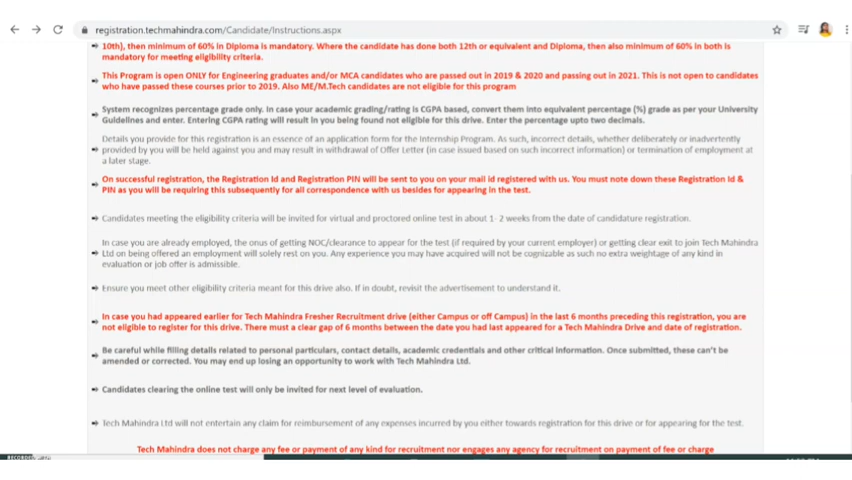 registration.techmahindra.com/Candidate/Instructions.aspx
10th), then minimum of 60% in Diploma is mandatory. Where the candidate has done both 12th or equivalent and Diploma, then also minimum of 60% in both is
mandatory for meeting eligibility criteria.
This Program is open ONLY for Engineering graduates and/or MCA candidates who are passed out in 2019 & 2020 and passing out in 2021. This is not open to candidates
who have passed these courses prior to 2019. Also ME/M.Tech candidates are not eligible for this program
System recognizes percentage grade only. In case your academic grading/rating is CGPA based, convert them into equivalent percentage (%) grade as per your University
Guidelines and enter. Entering CGPA rating will result in you being found not eligible for this drive. Enter the percentage upto two decimals.
Details you provide for this registration is an essence of an application form for the Internship Program. As such, incorrect details, whether deliberately or inadvertently
provided by you will be held against you and may result in withdrawal of Offer Letter (in case issued based on such incorrect information) or termination of employment at
a later stage.
On successful registration, the Registration Id and Registration PIN will be sent to you on your mail id registered with us. You must note down these Registration Id &
PIN as you will be requiring this subsequently for all correspondence with us besides for appearing in the test.
Candidates meeting the eligibility criteria will be invited for virtual and proctored online test in about 1- 2 weeks from the date of candidature registration.
In case you are already employed, the onus of getting NOC/clearance to appear for the test (if required by your current employer) or getting clear exit to join Tech Mahindra
Ltd on being offered an employment will solely rest on you. Any experience you may have acquired will not be cognizable as such no extra weightage of any kind in
evaluation or job offer is admissible.
Ensure you meet other eligibility criteria meant for this drive also. If in doubt, revisit the advertisement to understand it.
In case you had appeared earlier for Tech Mahindra Fresher Recruitment drive (either Campus or off Campus) in the last 6 months preceding this registration, you are
not eligible to register for this drive. There must a clear gap of 6 months between the date you had last appeared for a Tech Mahindra Drive and date of registration.
Be careful while filling details related to personal particulars, contact details, academic credentials and other critical information. Once submitted, these can't be
amended or corrected. You may end up losing an opportunity to work with Tech Mahindra Ltd.
Candidates clearing the online test will only be invited for next level of evaluation.
Tech Mahindra Ltd will not entertain any claim for reimbursement of any expenses incurred by you either towards registration for this drive or for appearing for the test.
Tech Mahindra does not charge any fee or payment of any kind for recruitment nor engages any agency for recruitment on payment of fee or charge